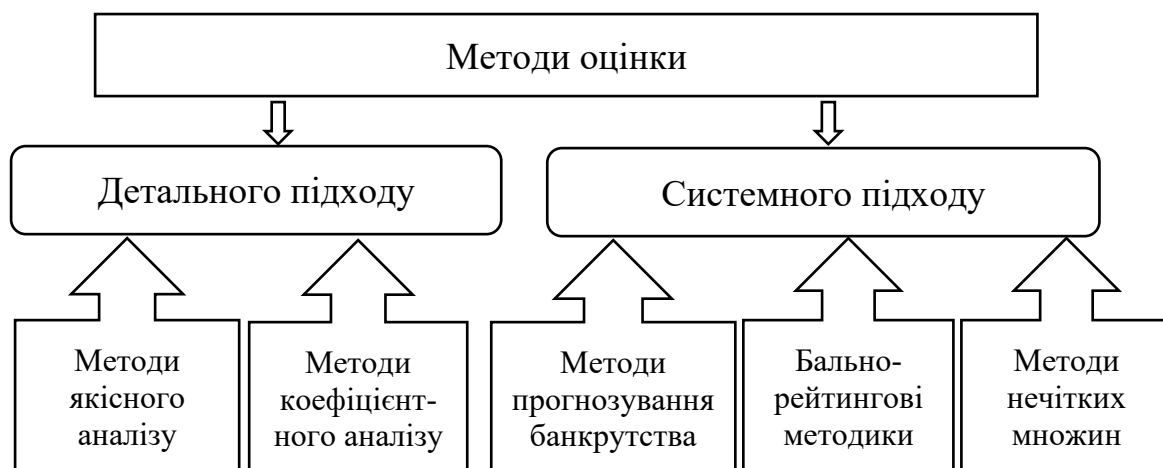 Методи оцінки
Детального підходу
Системного підходу
Методи
якісного
аналізу
Методи
коефіцієнт-
ного аналізу
Методи
прогнозування
банкрутства
Бально-
рейтингові
методики
Методи
нечітких
множин